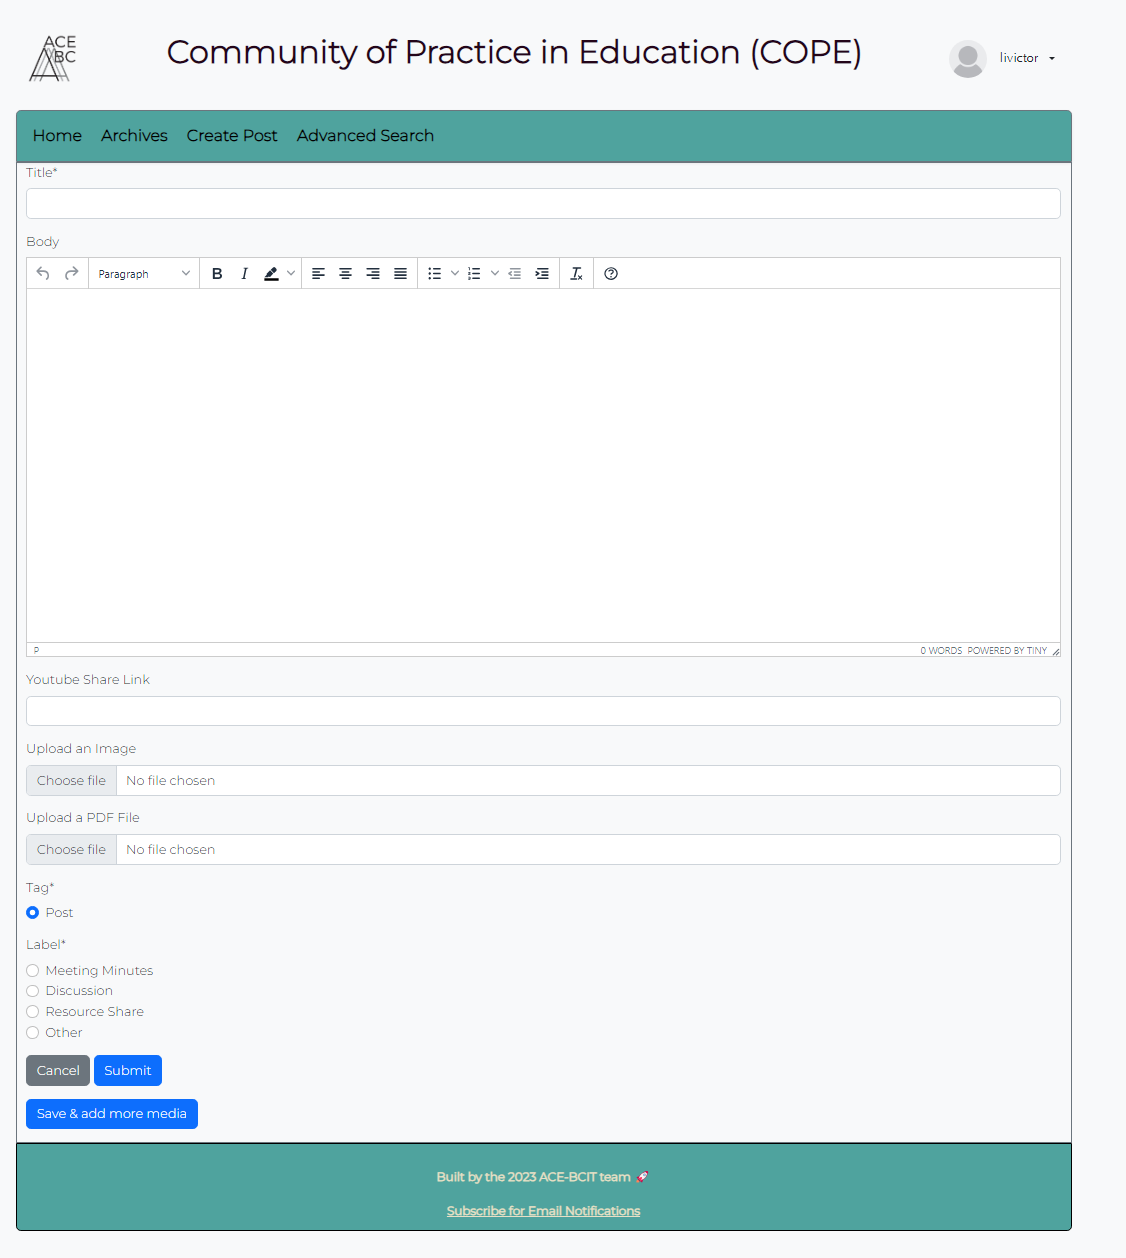 ACE
BC
Community of Practice in Education (COPE)
livictor
Home Archives Create Post Advanced Search
Title*
Body
Paragraph B I
P 0 WORDS POWERED BY TINY
Youtube Share Link
Upload an Image
Choose file No file chosen
Upload a PDF File
Choose file No file chosen
Tag*
Post
Label*
Meeting Minutes
Discussion
Resource Share
Other
Cancel Submit
Save & add more media
Built by the 2023 ACE-BCIT team 🚀
Subscribe for Email Notifications